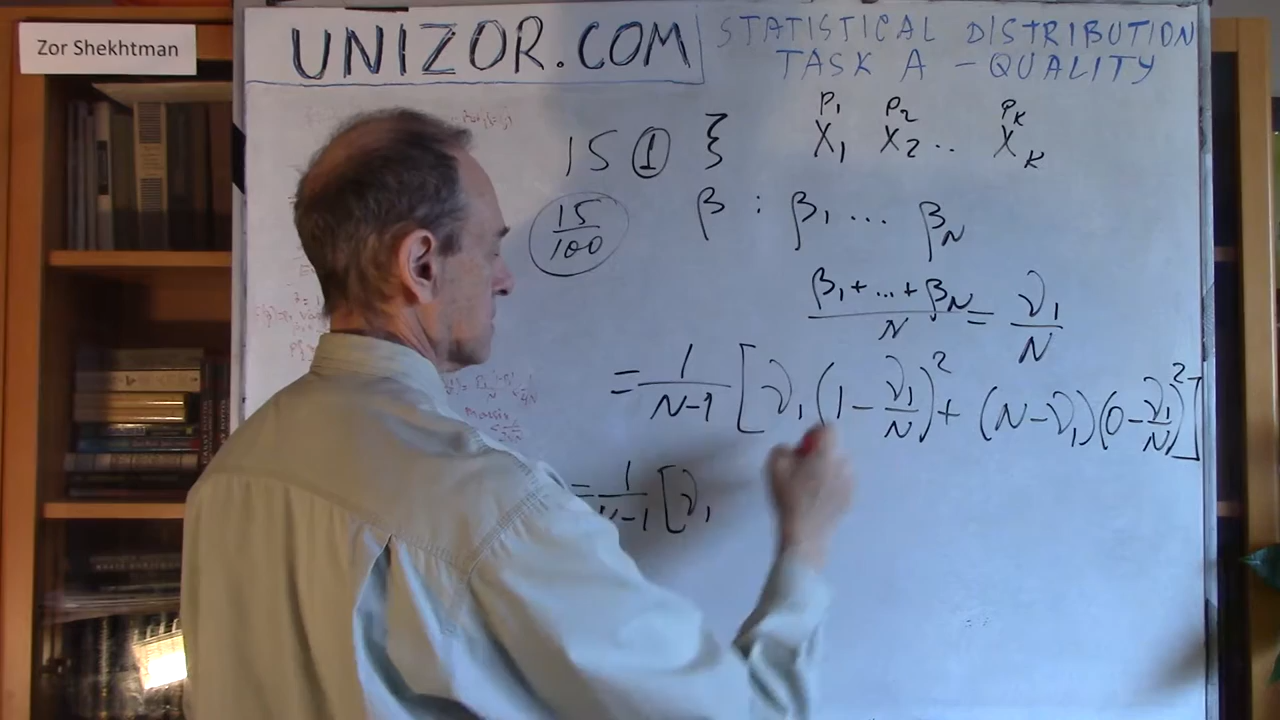 Zor Shekhtman
UNIZOR.COM
STATISTICAL DISTRIBUTION
TASK A - QUALITY
P₁ P₂ Pₖ
X₁ X₂ .. Xₖ
15 ① ξ
15/100
β : β₁ ... β_N
(β₁ + ... + β_N)/N = ν₁/N
= 1/(N-1) [ν₁(1 - ν₁/N)² + (N - ν₁)(0 - ν₁/N)²]
= 1/(N-1) [ν₁